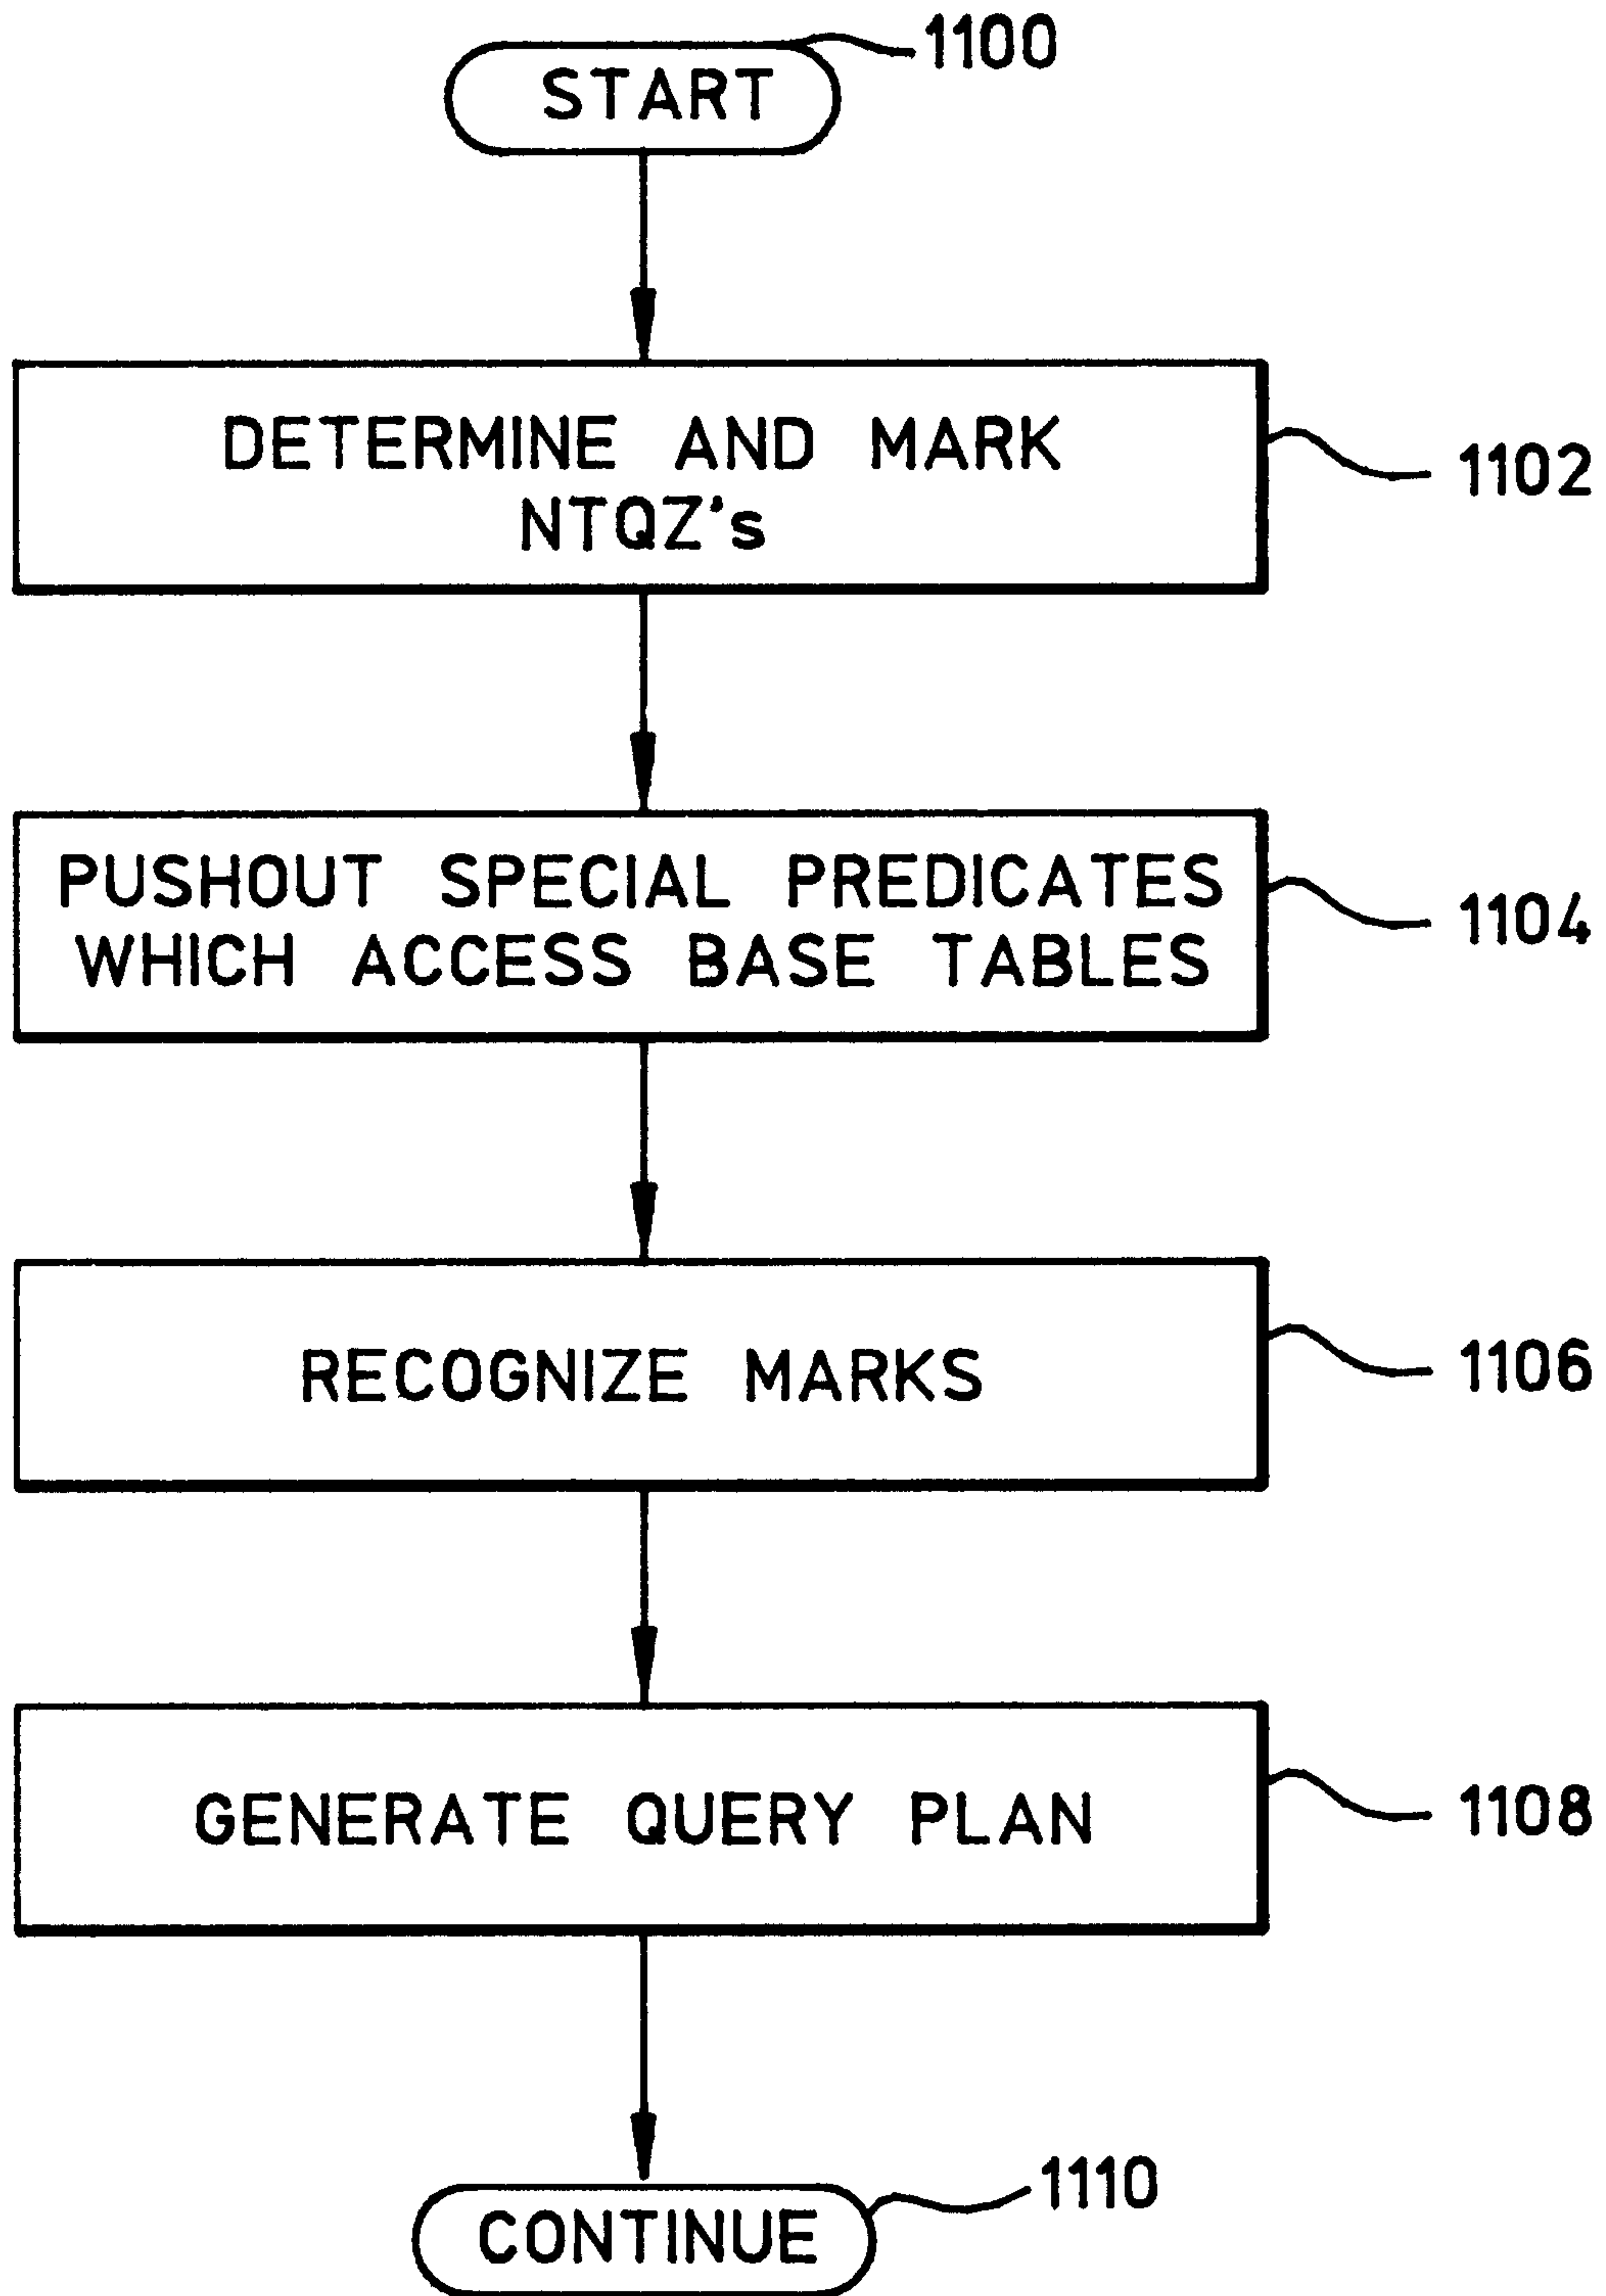 1100
START
DETERMINE AND MARK
NTQZ's
1102
PUSHOUT SPECIAL PREDICATES
WHICH ACCESS BASE TABLES
1104
RECOGNIZE MARKS
1106
GENERATE QUERY PLAN
1108
1110
CONTINUE